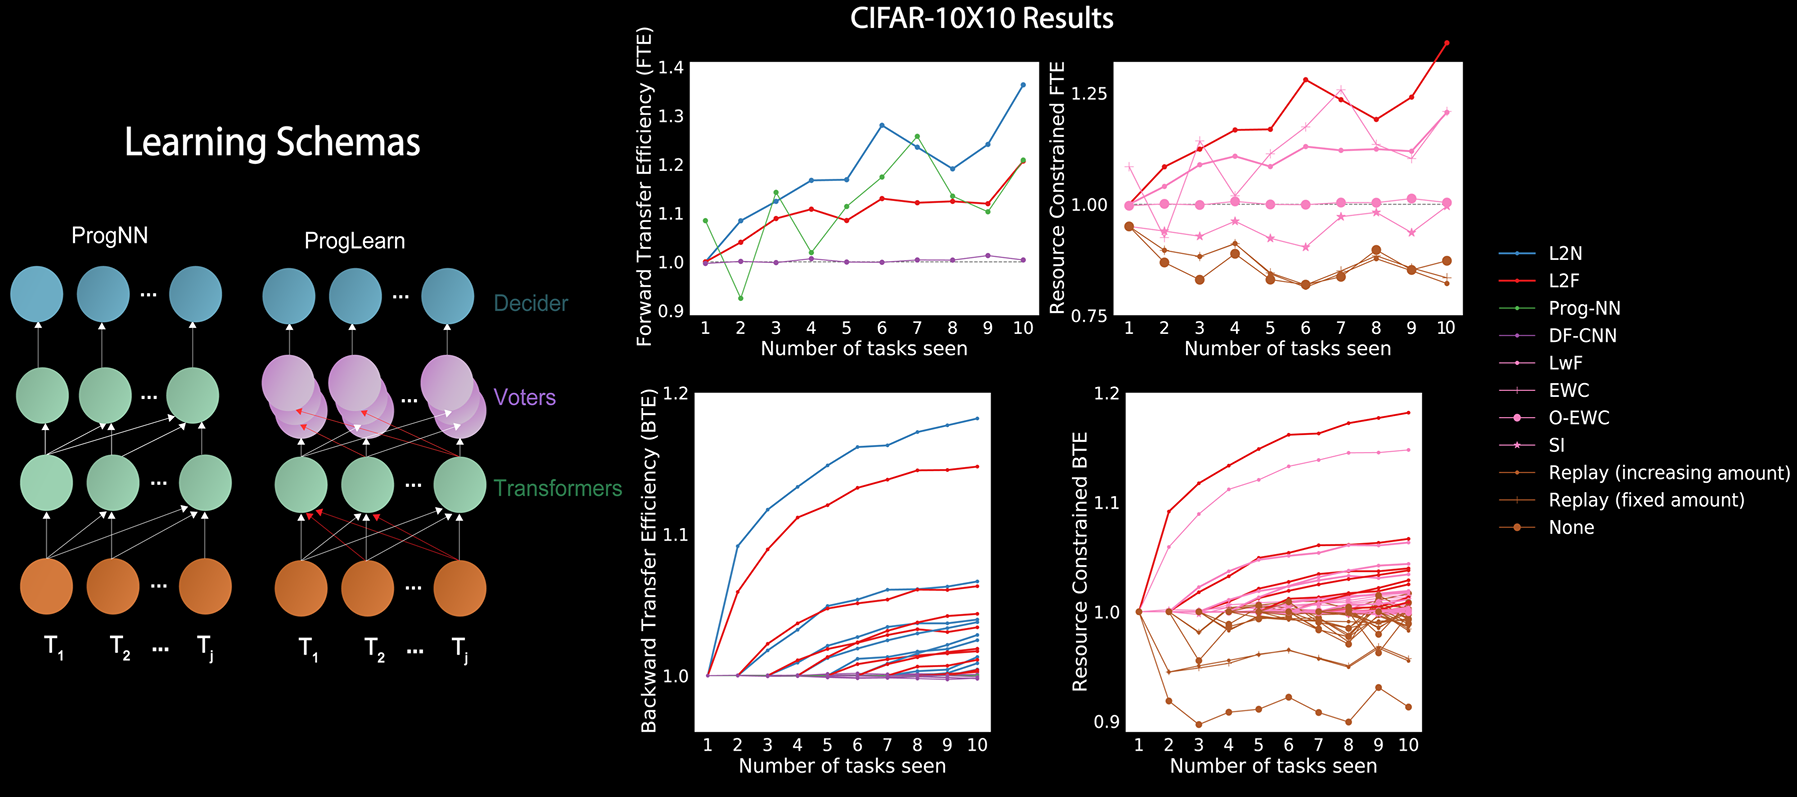 CIFAR-10X10 Results
Learning Schemas
ProgNN
ProgLearn
...
...
Decider
...
...
Voters
...
...
Transformers
...
...
T1 T2 ... Tj
T1 T2 ... Tj
Forward Transfer Efficiency (FTE)
1.4
1.3
1.2
1.1
1.0
0.9
1 2 3 4 5 6 7 8 9 10
Number of tasks seen
Resource Constrained FTE
1.25
1.00
0.75
1 2 3 4 5 6 7 8 9 10
Number of tasks seen
Backward Transfer Efficiency (BTE)
1.2
1.1
1.0
1 2 3 4 5 6 7 8 9 10
Number of tasks seen
Resource Constrained BTE
1.2
1.1
1.0
0.9
1 2 3 4 5 6 7 8 9 10
Number of tasks seen
L2N
L2F
Prog-NN
DF-CNN
LwF
EWC
O-EWC
SI
Replay (increasing amount)
Replay (fixed amount)
None